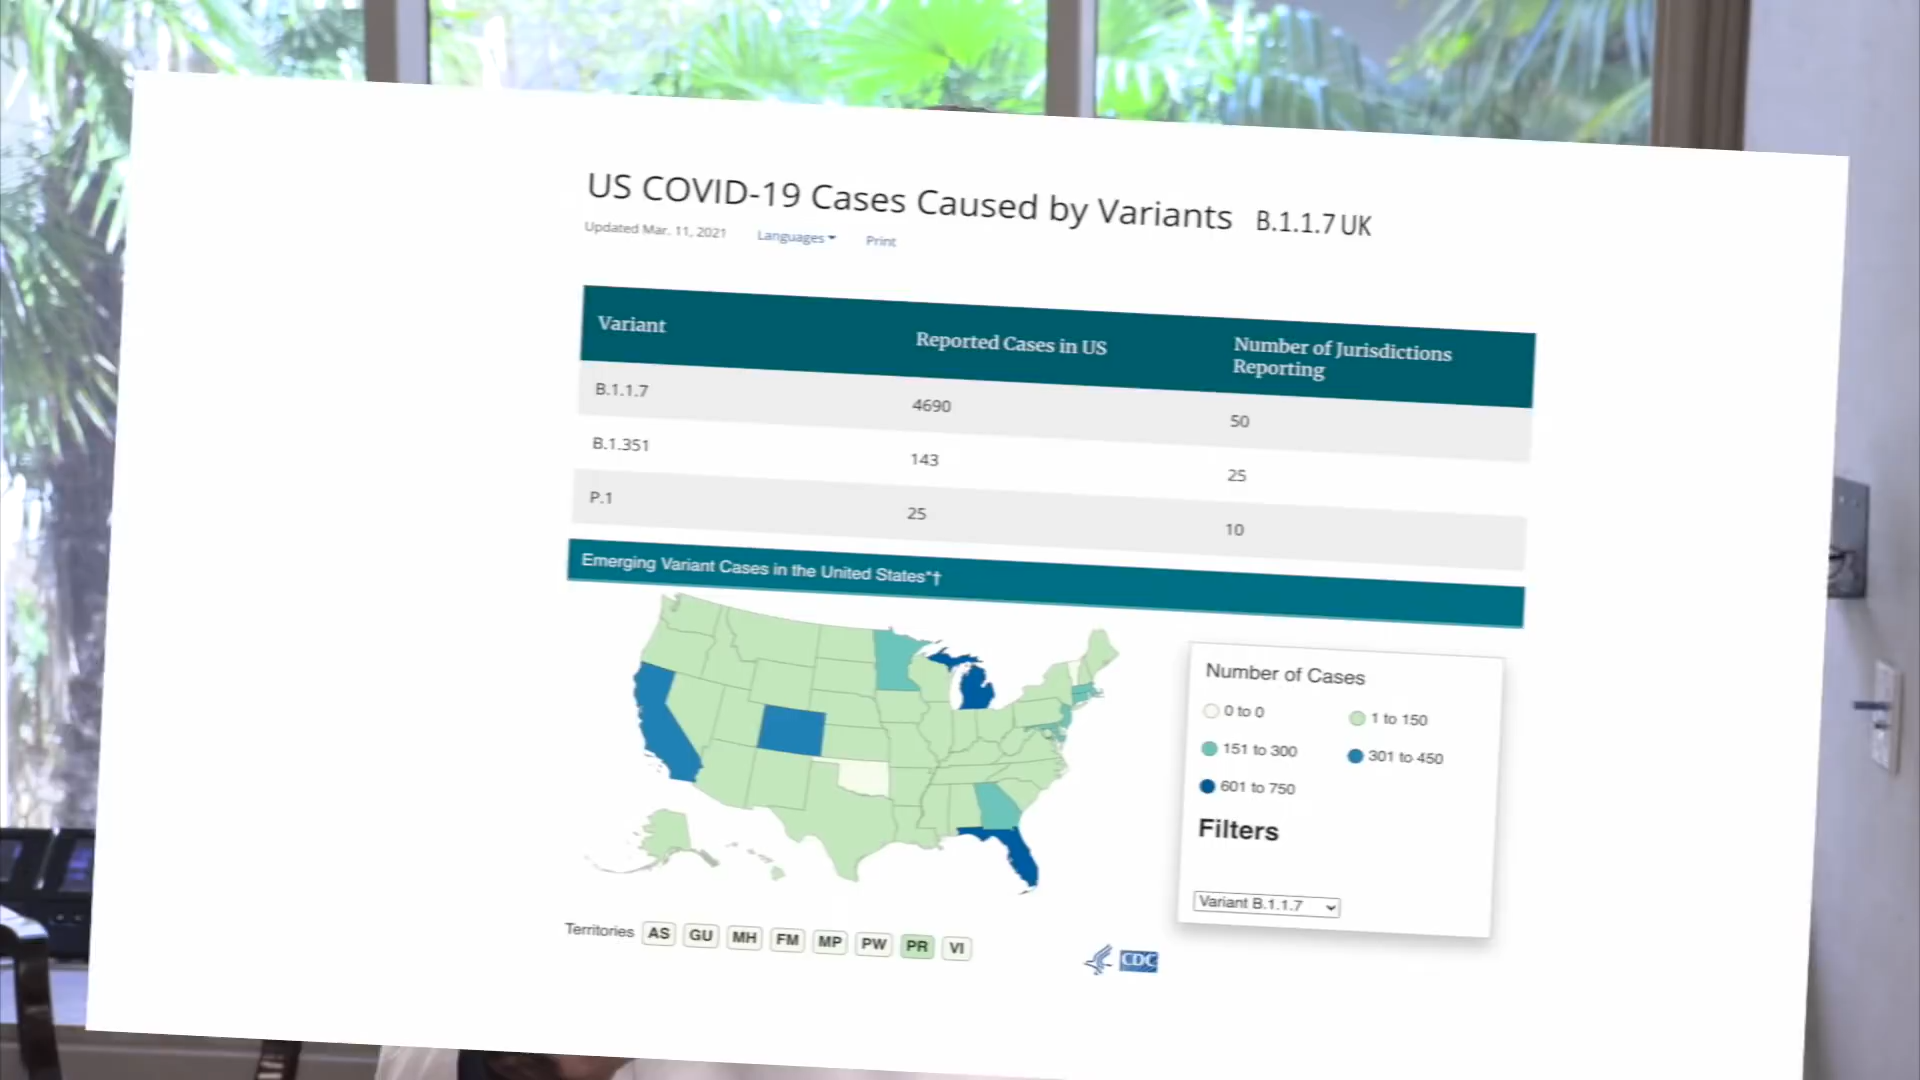 US COVID-19 Cases Caused by Variants B.1.1.7 UK
Updated Mar. 11, 2021 Languages Print
Variant Reported Cases in US Number of Jurisdictions Reporting
B.1.1.7 4690 50
B.1.351 143 25
P.1 25 10
Emerging Variant Cases in the United States*†
Number of Cases
0 to 0 1 to 150
151 to 300 301 to 450
601 to 750
Filters
Variant B.1.1.7
Territories AS GU MH FM MP PW PR VI
CDC